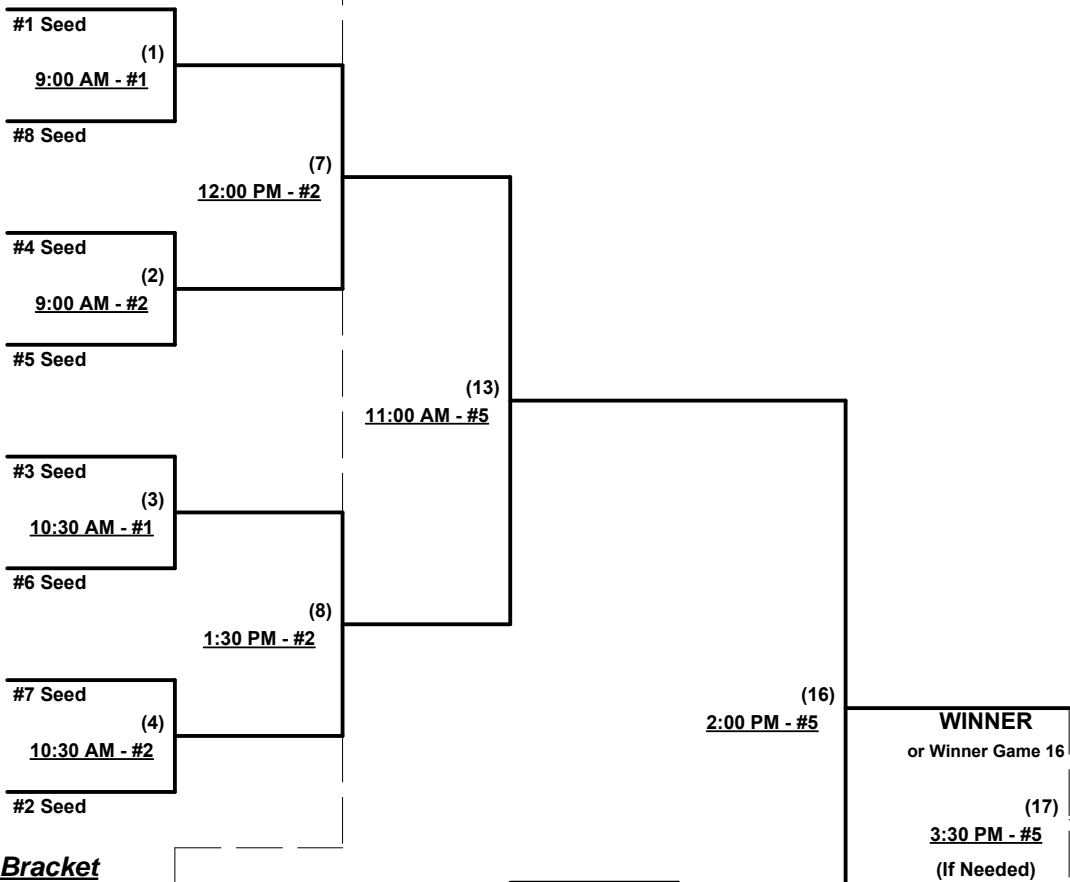 #1 Seed
(1)
9:00 AM - #1
#8 Seed
(7)
12:00 PM - #2
#4 Seed
(2)
9:00 AM - #2
#5 Seed
(13)
11:00 AM - #5
#3 Seed
(3)
10:30 AM - #1
#6 Seed
(8)
1:30 PM - #2
#7 Seed
(4)
10:30 AM - #2
#2 Seed
(16)
2:00 PM - #5
WINNER
or Winner Game 16
(17)
3:30 PM - #5
(If Needed)
Bracket